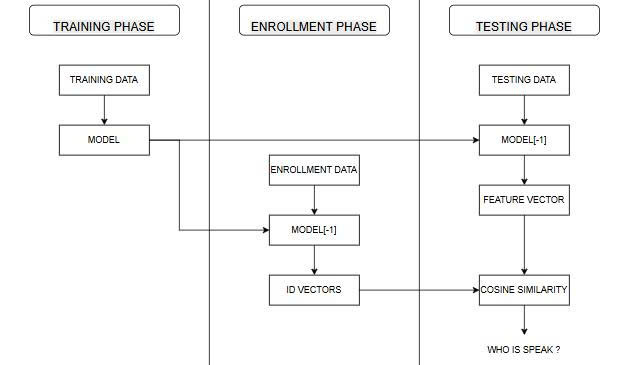 TRAINING PHASE
TRAINING DATA
MODEL
ENROLLMENT PHASE
ENROLLMENT DATA
MODEL[-1]
ID VECTORS
TESTING PHASE
TESTING DATA
MODEL[-1]
FEATURE VECTOR
COSINE SIMILARITY
WHO IS SPEAK ?